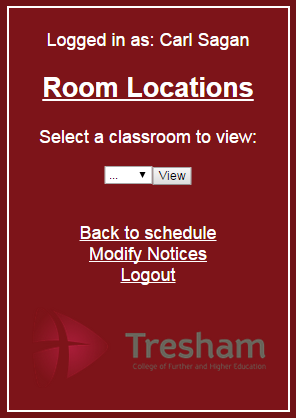 Logged in as: Carl Sagan
Room Locations
Select a classroom to view:
... View
Back to schedule
Modify Notices
Logout
Tresham
College of Further and Higher Education